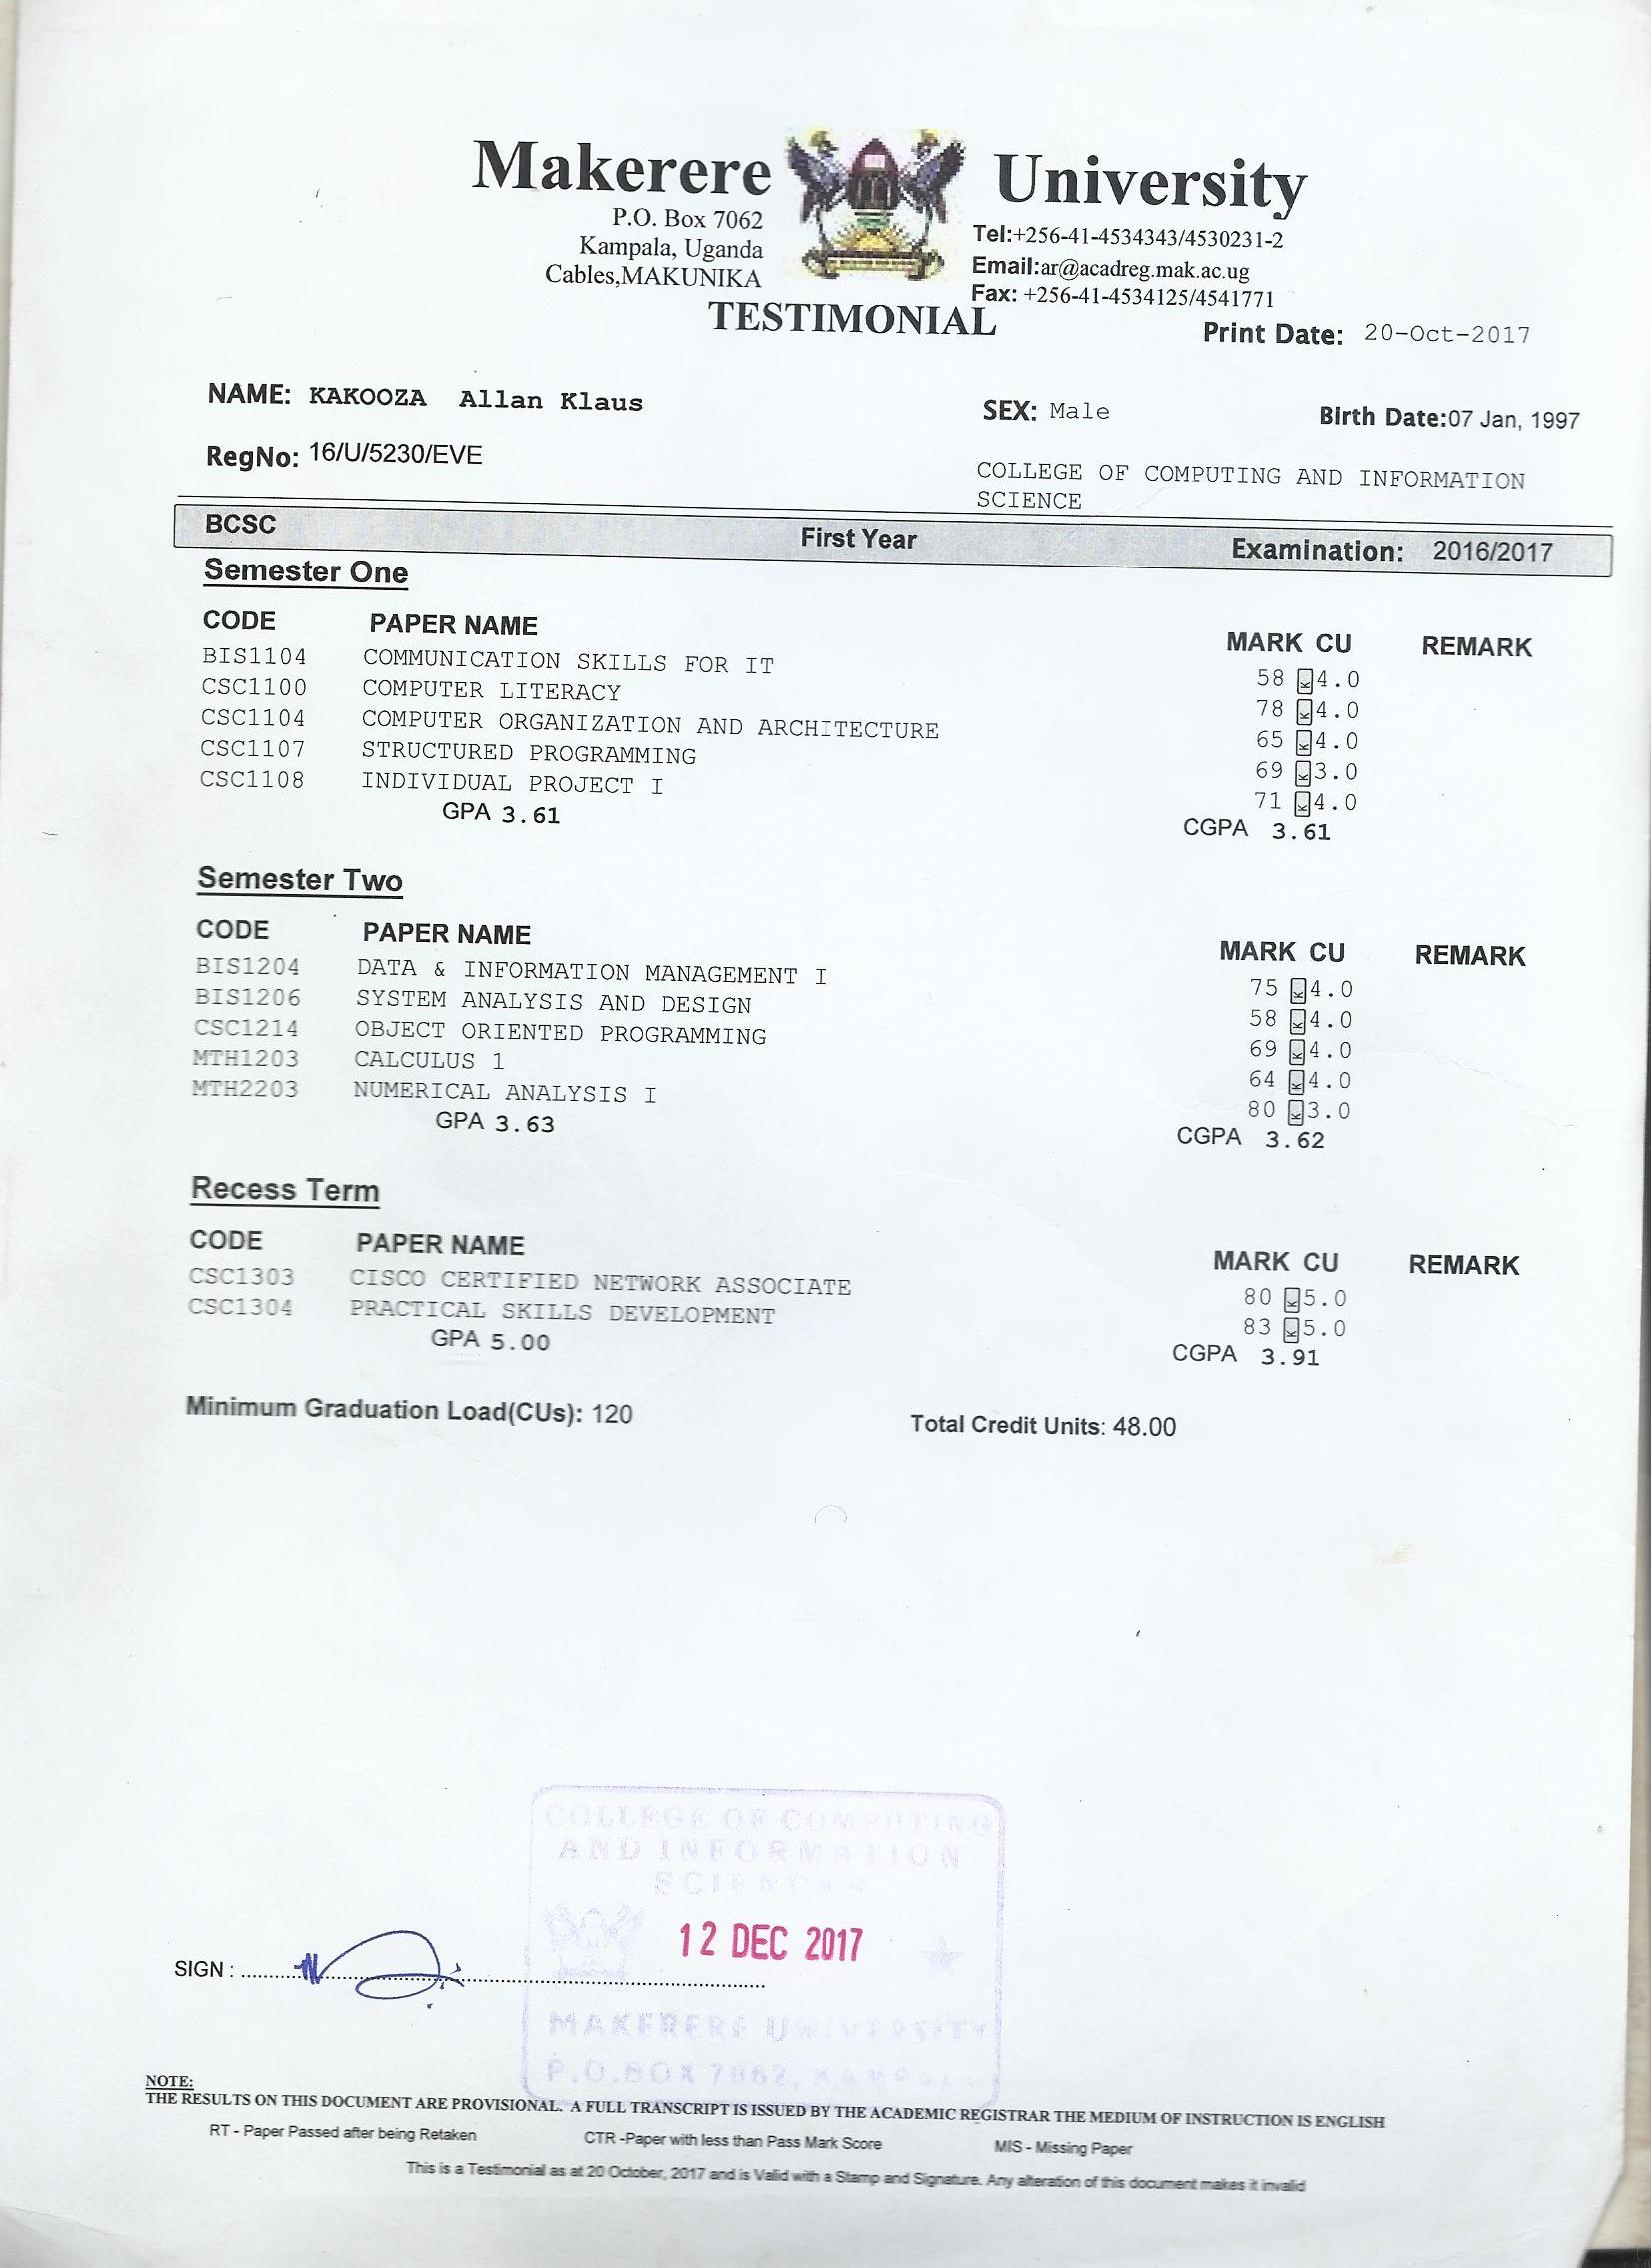 Makerere University
P.O. Box 7062
Kampala, Uganda
Cables,MAKUNIKA
Tel:+256-41-4534343/4530231-2
Email:ar@acadreg.mak.ac.ug
Fax: +256-41-4534125/4541771
TESTIMONIAL
Print Date: 20-Oct-2017
NAME: KAKOOZA Allan Klaus
SEX: Male Birth Date:07 Jan, 1997
RegNo: 16/U/5230/EVE
COLLEGE OF COMPUTING AND INFORMATION
SCIENCE
BCSC First Year Examination: 2016/2017
Semester One
CODE PAPER NAME MARK CU REMARK
BIS1104 COMMUNICATION SKILLS FOR IT 58 K 4.0
CSC1100 COMPUTER LITERACY 78 K 4.0
CSC1104 COMPUTER ORGANIZATION AND ARCHITECTURE 65 K 4.0
CSC1107 STRUCTURED PROGRAMMING 69 K 3.0
CSC1108 INDIVIDUAL PROJECT I 71 K 4.0
GPA 3.61 CGPA 3.61
Semester Two
CODE PAPER NAME MARK CU REMARK
BIS1204 DATA & INFORMATION MANAGEMENT I 75 K 4.0
BIS1206 SYSTEM ANALYSIS AND DESIGN 58 K 4.0
CSC1214 OBJECT ORIENTED PROGRAMMING 69 K 4.0
MTH1203 CALCULUS 1 64 K 4.0
MTH2203 NUMERICAL ANALYSIS I 80 K 3.0
GPA 3.63 CGPA 3.62
Recess Term
CODE PAPER NAME MARK CU REMARK
CSC1303 CISCO CERTIFIED NETWORK ASSOCIATE 80 K 5.0
CSC1304 PRACTICAL SKILLS DEVELOPMENT 83 K 5.0
GPA 5.00 CGPA 3.91
Minimum Graduation Load(CUs): 120 Total Credit Units: 48.00
COLLEGE OF COMPUTING
AND INFORMATION
12 DEC 2017
SIGN :
MAKERERE UNIVERSITY
P.O.BOX 7062,
NOTE:
THE RESULTS ON THIS DOCUMENT ARE PROVISIONAL. A FULL TRANSCRIPT IS ISSUED BY THE ACADEMIC REGISTRAR THE MEDIUM OF INSTRUCTION IS ENGLISH
RT - Paper Passed after being Retaken CTR -Paper with less than Pass Mark Score MIS - Missing Paper
This is a Testimonial as at 20 October, 2017 and is Valid with a Stamp and Signature. Any alteration of this document makes it invalid